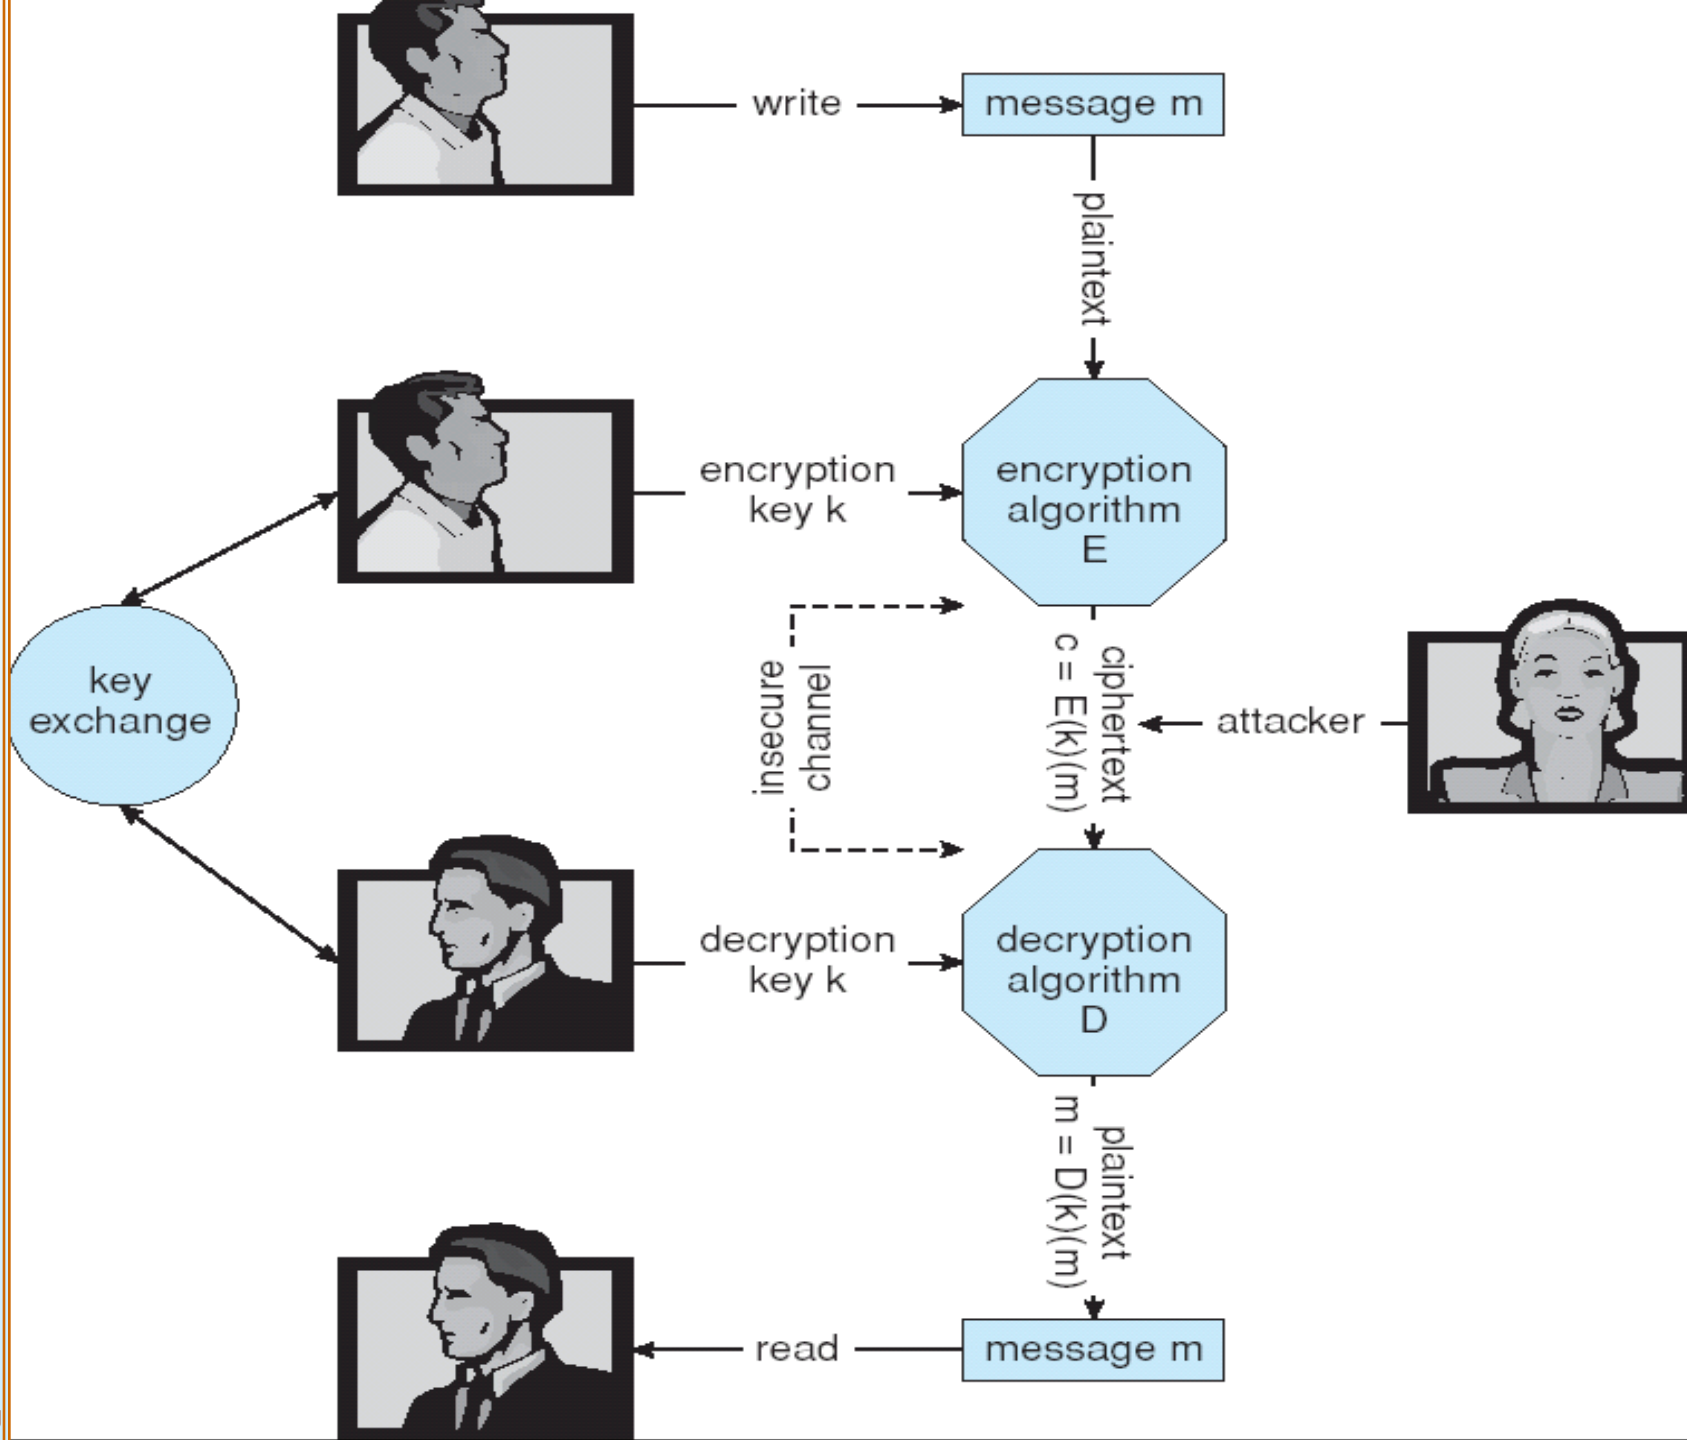 write
message m
plaintext
encryption
key k
encryption
algorithm
E
key
exchange
insecure
channel
ciphertext
c = E(k)(m)
attacker
decryption
key k
decryption
algorithm
D
plaintext
m = D(k)(m)
read
message m